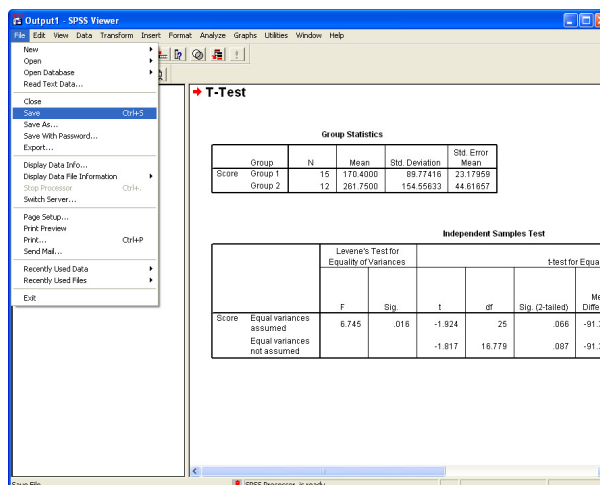 Output1 - SPSS Viewer
File Edit View Data Transform Insert Format Analyze Graphs Utilities Window Help
New
Open
Open Database
Read Text Data...
Close
Save Ctrl+S
Save As...
Save With Password...
Export...
Display Data Info...
Display Data File Information
Stop Processor Ctrl+.
Switch Server...
Page Setup...
Print Preview
Print... Ctrl+P
Send Mail...
Recently Used Data
Recently Used Files
Exit
T-Test
Group Statistics
Group N Mean Std. Deviation Std. Error Mean
Score Group 1 15 170.4000 89.77416 23.17959
Group 2 12 261.7500 154.55633 44.61657
Independent Samples Test
Levene's Test for Equality of Variances
t-test for Equa
F Sig. t df Sig. (2-tailed)
Score Equal variances assumed 6.745 .016 -1.924 25 .066
Equal variances not assumed -1.817 16.779 .087
Save File
SPSS Processor is ready